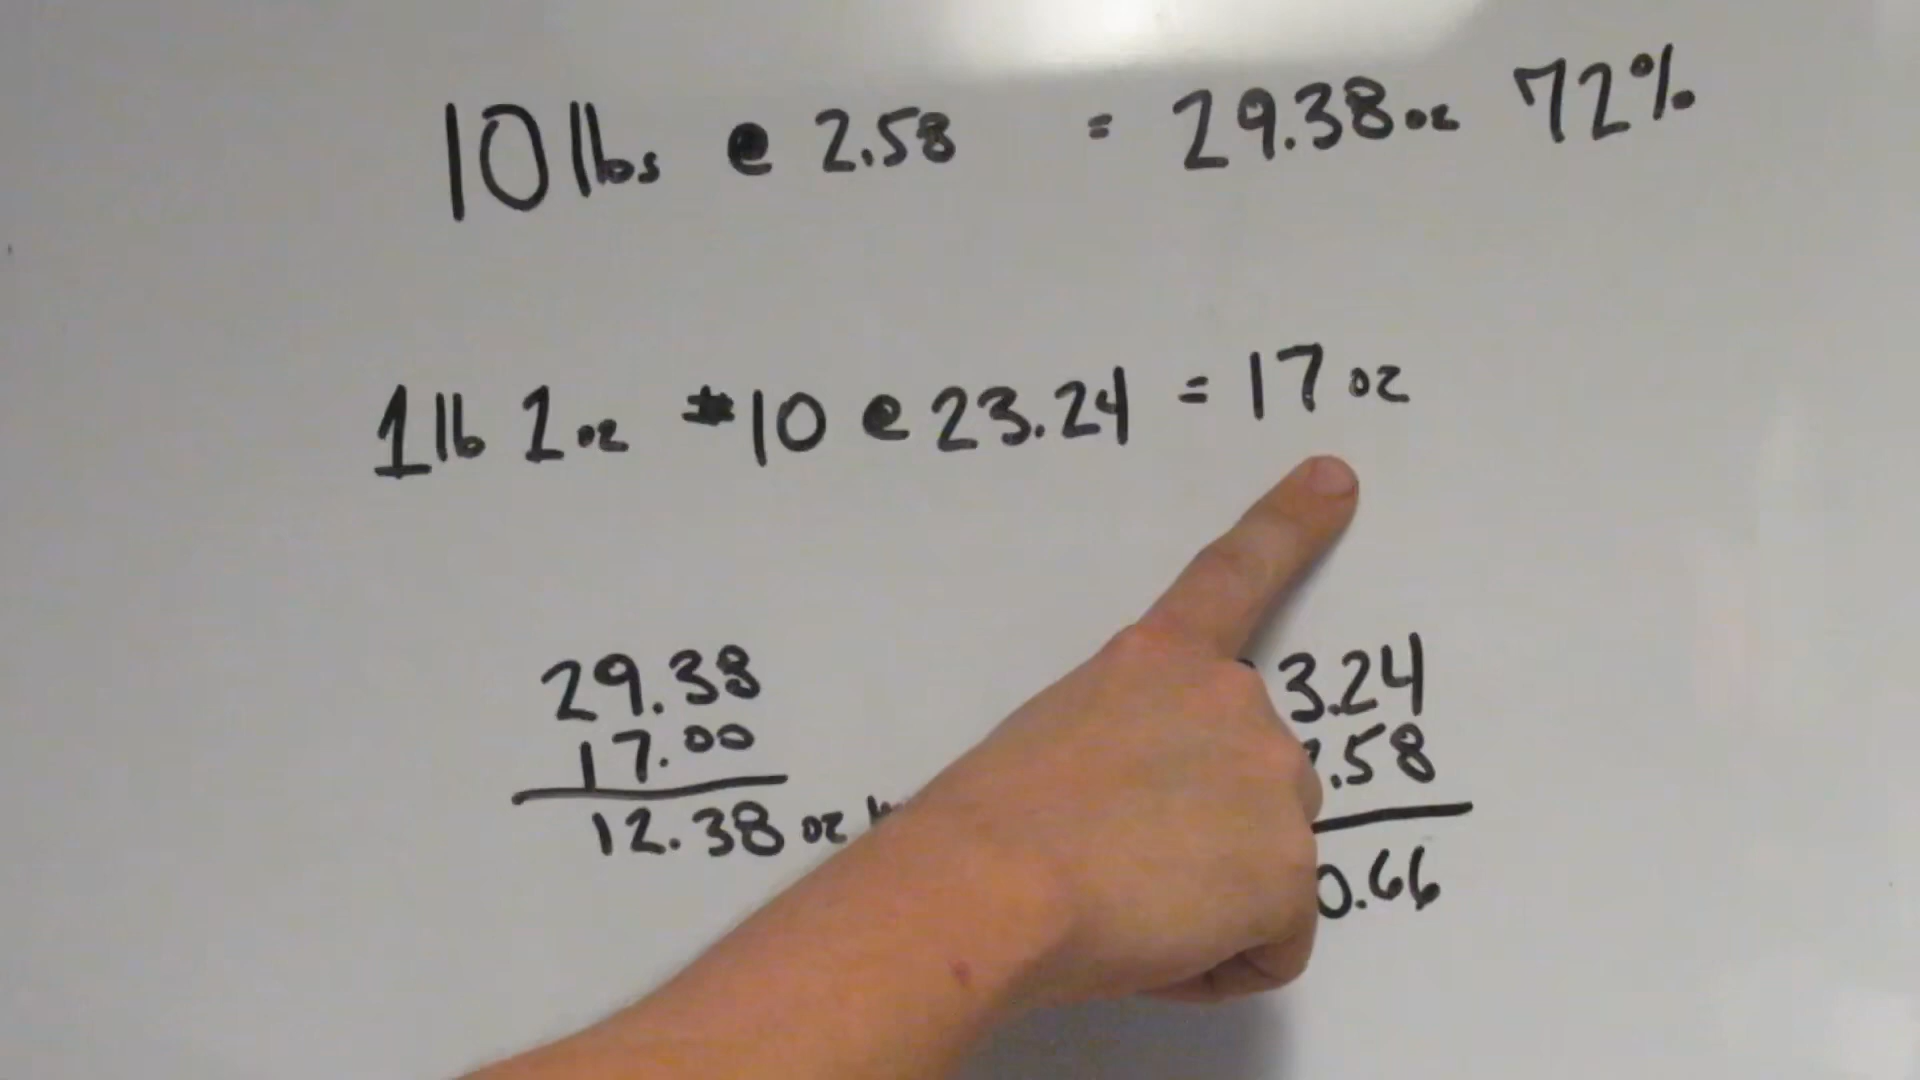 10 lbs @ 2.58 = 29.38 oz 72%
1 lb 1 oz #10 @ 23.24 = 17 oz
29.38
17.00
12.38 oz
3.24
.58
0.66